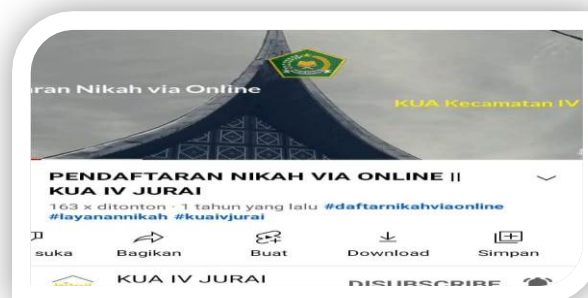 ran Nikah via Online
KUA Kecamatan IV
PENDAFTARAN NIKAH VIA ONLINE ||
KUA IV JURAI
163 x ditonton · 1 tahun yang lalu #daftarnikahviaonline
#layanannikah #kuaivjurai
suka Bagikan Buat Download Simpan
KUA IV JURAI
DISUBSCRIBE